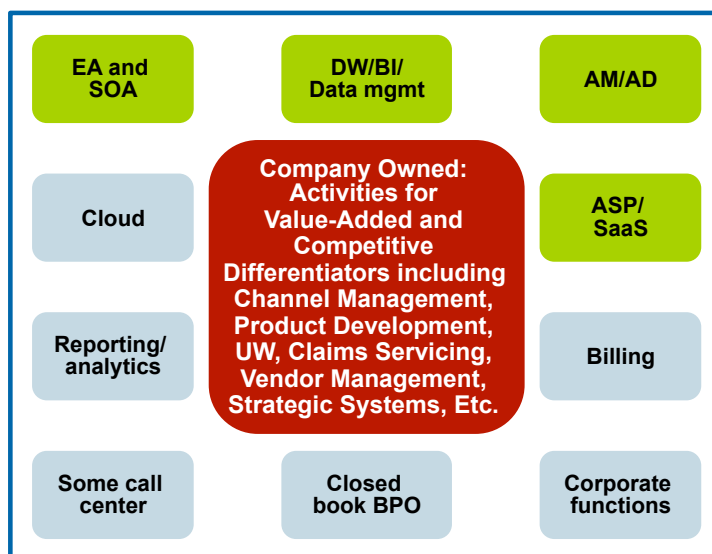 EA and
SOA
DW/BI/
Data mgmt
AM/AD
Cloud
Company Owned:
Activities for
Value-Added and
Competitive
Differentiators including
Channel Management,
Product Development,
UW, Claims Servicing,
Vendor Management,
Strategic Systems, Etc.
ASP/
SaaS
Reporting/
analytics
Billing
Some call
center
Closed
book BPO
Corporate
functions